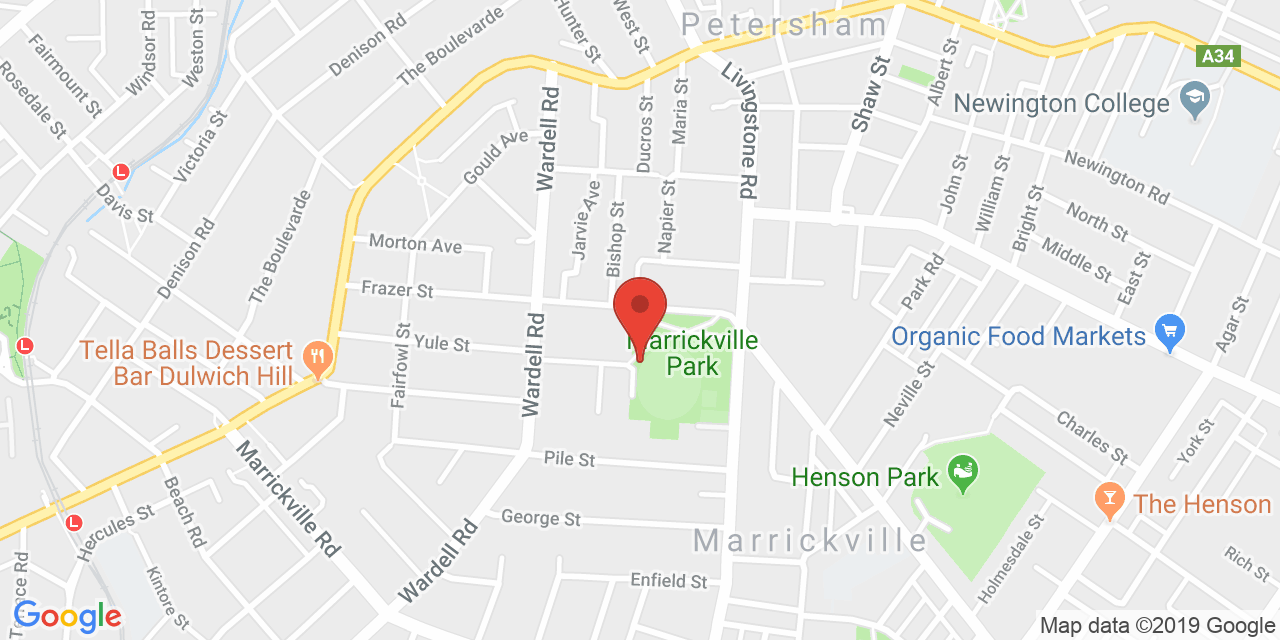 Petersham
A34
Newington College
Denison Rd
The Boulevarde
Hunter St
West St
Windsor Rd
Weston St
Fairmount St
Rosedale St
Victoria St
Davis St
Denison Rd
The Boulevarde
Gould Ave
Wardell Rd
Ducros St
Maria St
Livingstone Rd
Shaw St
Albert St
Newington Rd
John St
William St
Bright St
North St
Middle St
East St
Park Rd
Agar St
Morton Ave
Jarvie Ave
Bishop St
Napier St
Frazer St
Yule St
Fairfowl St
Wardell Rd
Tella Balls Dessert
Bar Dulwich Hill
Marrickville
Park
Organic Food Markets
Neville St
Charles St
York St
Pile St
Henson Park
The Henson
Marrickville Rd
Beach Rd
Hercules St
George St
Marrickville
Wardell Rd
Enfield St
Holmesdale St
Rich St
Kintore St
Google
Map data ©2019 Google